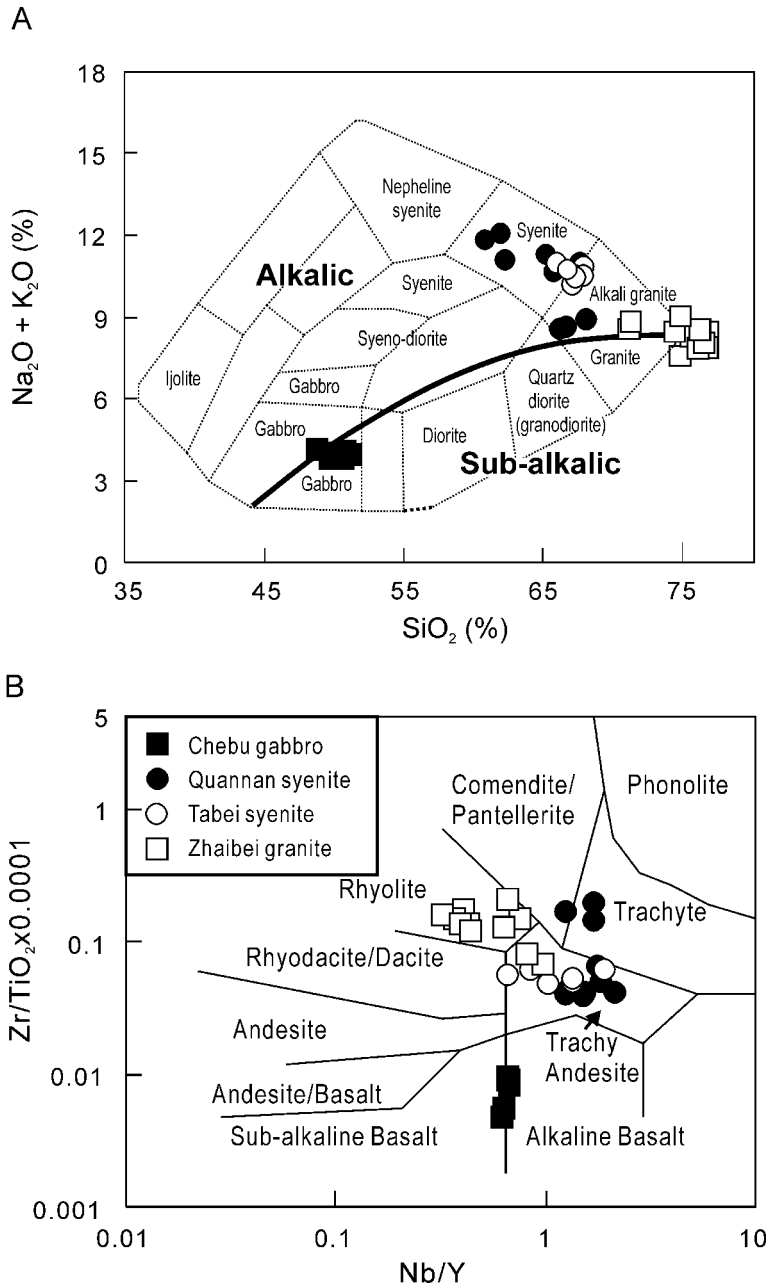 A
18
15
12
9
6
3
0
Na2O + K2O (%)
Nepheline
syenite
Syenite
Alkalic
Syenite
Alkali granite
Syeno-diorite
Ijolite
Granite
Gabbro
Quartz
diorite
(granodiorite)
Gabbro
Diorite
Sub-alkalic
Gabbro
35
45
55
65
75
SiO2 (%)
B
5
1
0.1
0.01
0.001
Zr/TiO2x0.0001
Chebu gabbro
Quannan syenite
Tabei syenite
Zhaibei granite
Comendite/
Pantellerite
Phonolite
Rhyolite
Trachyte
Rhyodacite/Dacite
Andesite
Trachy
Andesite
Andesite/Basalt
Sub-alkaline Basalt
Alkaline Basalt
0.01
0.1
1
10
Nb/Y